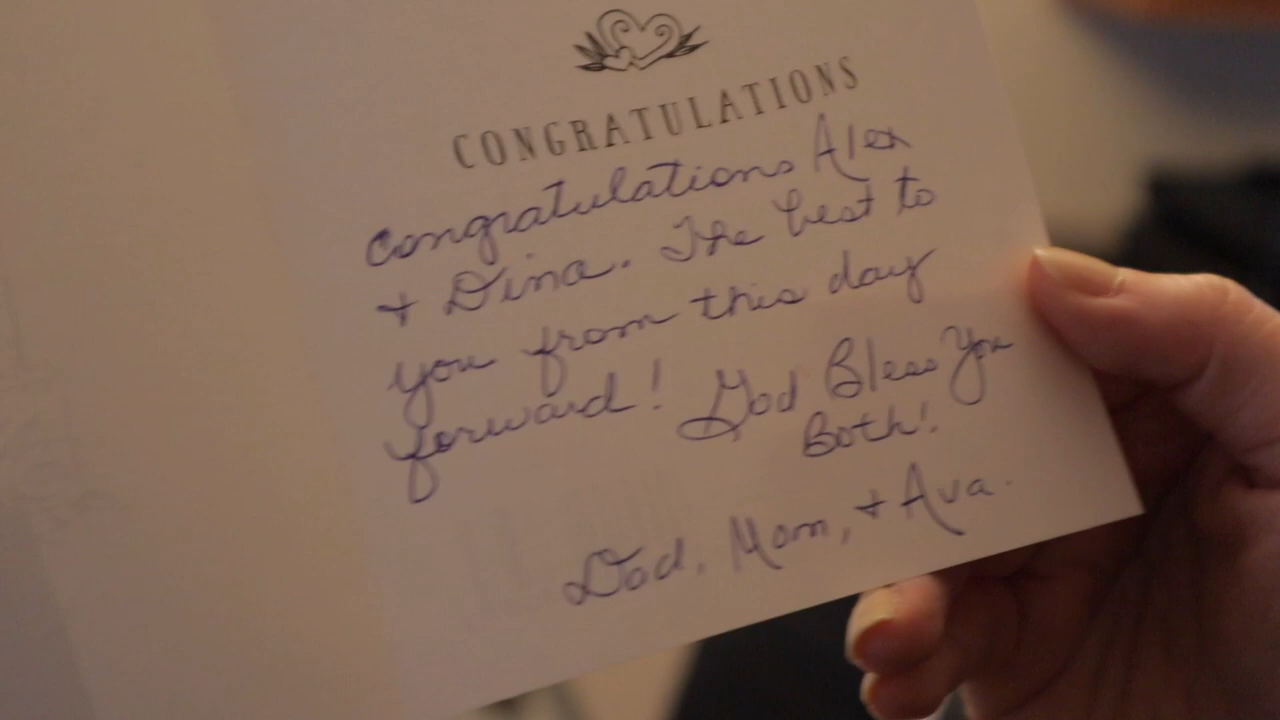 CONGRATULATIONS
Congratulations Alex
+ Dina. The best to
you from this day
forward! God Bless You
Both!
Dad, Mom, + Ava.